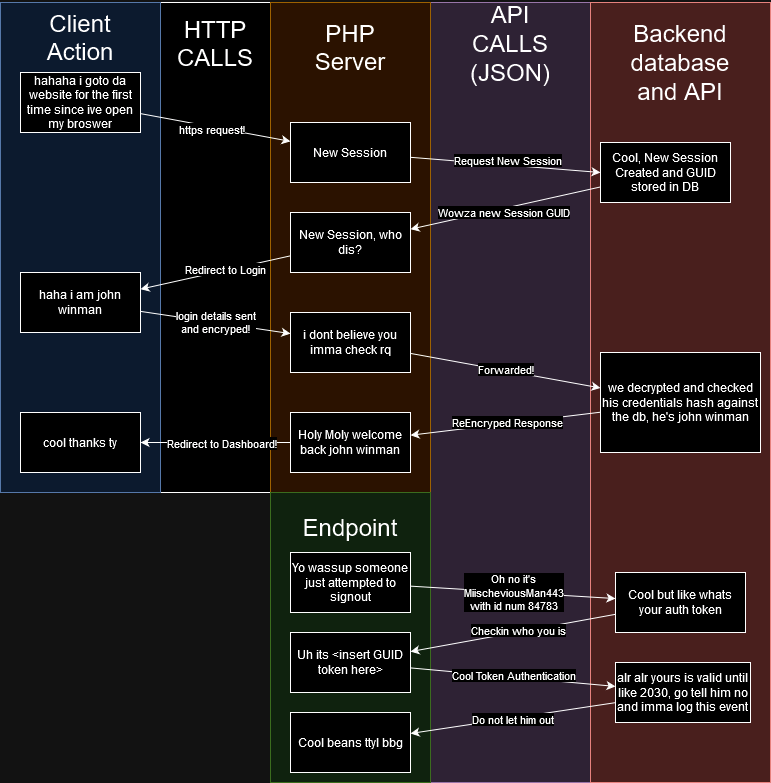 Client
Action
HTTP
CALLS
PHP
Server
API
CALLS
(JSON)
Backend
database
and API
hahaha i goto da
website for the first
time since ive open
my broswer
https request!
New Session
Request New Session
Cool, New Session
Created and GUID
stored in DB
Wowza new Session GUID
New Session, who
dis?
Redirect to Login
haha i am john
winman
login details sent
and encryped!
i dont believe you
imma check rq
Forwarded!
we decrypted and checked
his credentials hash against
the db, he's john winman
ReEncryped Response
Holy Moly welcome
back john winman
Redirect to Dashboard!
cool thanks ty
Endpoint
Yo wassup someone
just attempted to
signout
Oh no it's
MiischeviousMan443
with id num 84783
Cool but like whats
your auth token
Checkin who you is
Uh its <insert GUID
token here>
Cool Token Authentication
alr alr yours is valid until
like 2030, go tell him no
and imma log this event
Do not let him out
Cool beans ttyl bbg